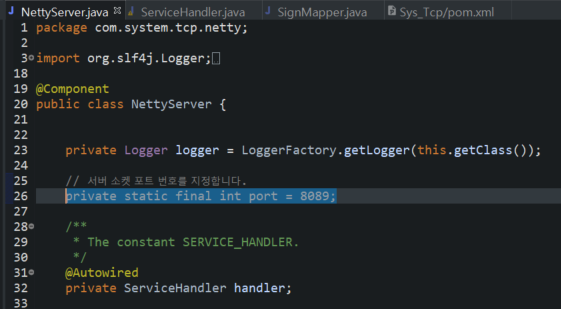 NettyServer.java ServiceHandler.java SignMapper.java Sys_Tcp/pom.xml
1 package com.system.tcp.netty;
2
3 import org.slf4j.Logger;
18
19 @Component
20 public class NettyServer {
21
22
23 private Logger logger = LoggerFactory.getLogger(this.getClass());
24
25 // 서버 소켓 포트 번호를 지정합니다.
26 private static final int port = 8089;
27
28 /**
29 * The constant SERVICE_HANDLER.
30 */
31 @Autowired
32 private ServiceHandler handler;
33